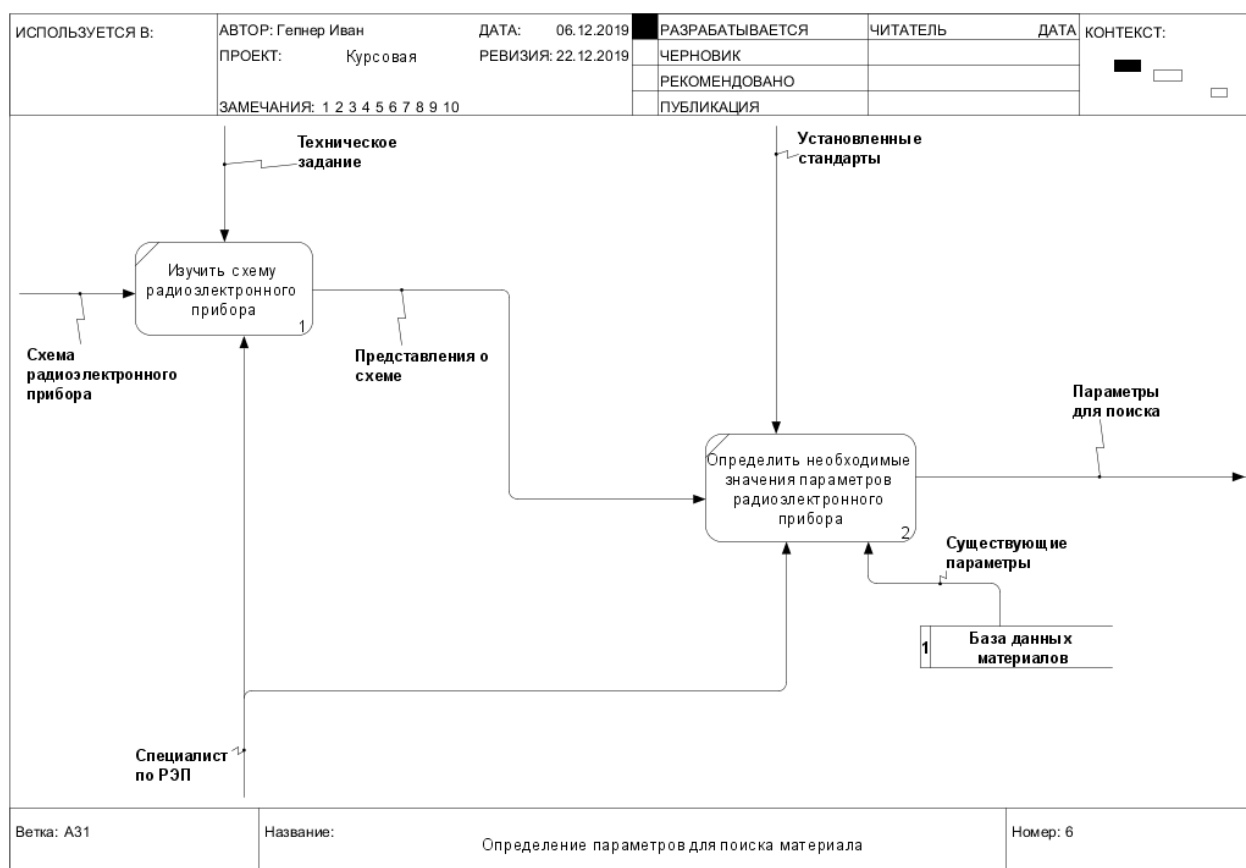 ИСПОЛЬЗУЕТСЯ В:
АВТОР: Гепнер Иван
ДАТА: 06.12.2019
ПРОЕКТ: Курсовая
РЕВИЗИЯ: 22.12.2019
ЗАМЕЧАНИЯ: 1 2 3 4 5 6 7 8 9 10
РАЗРАБАТЫВАЕТСЯ
ЧЕРНОВИК
РЕКОМЕНДОВАНО
ПУБЛИКАЦИЯ
ЧИТАТЕЛЬ
ДАТА
КОНТЕКСТ:
Техническое
задание
Установленные
стандарты
Изучить схему
радиоэлектронного
прибора
1
Схема
радиоэлектронного
прибора
Представления о
схеме
Параметры
для поиска
Определить необходимые
значения параметров
радиоэлектронного
прибора
2
Существующие
параметры
1
База данных
материалов
Специалист
по РЭП
Ветка: A31
Название:
Определение параметров для поиска материала
Номер: 6